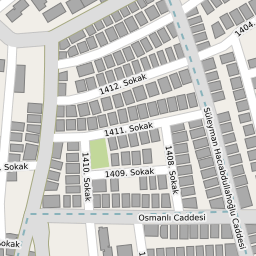 1404.
1412. Sokak
1411. Sokak
1410. Sokak
1408. Sokak
1409. Sokak
Sokak
Süleyman Hacıabdullahoğlu Caddesi
Osmanlı Caddesi
Sokak